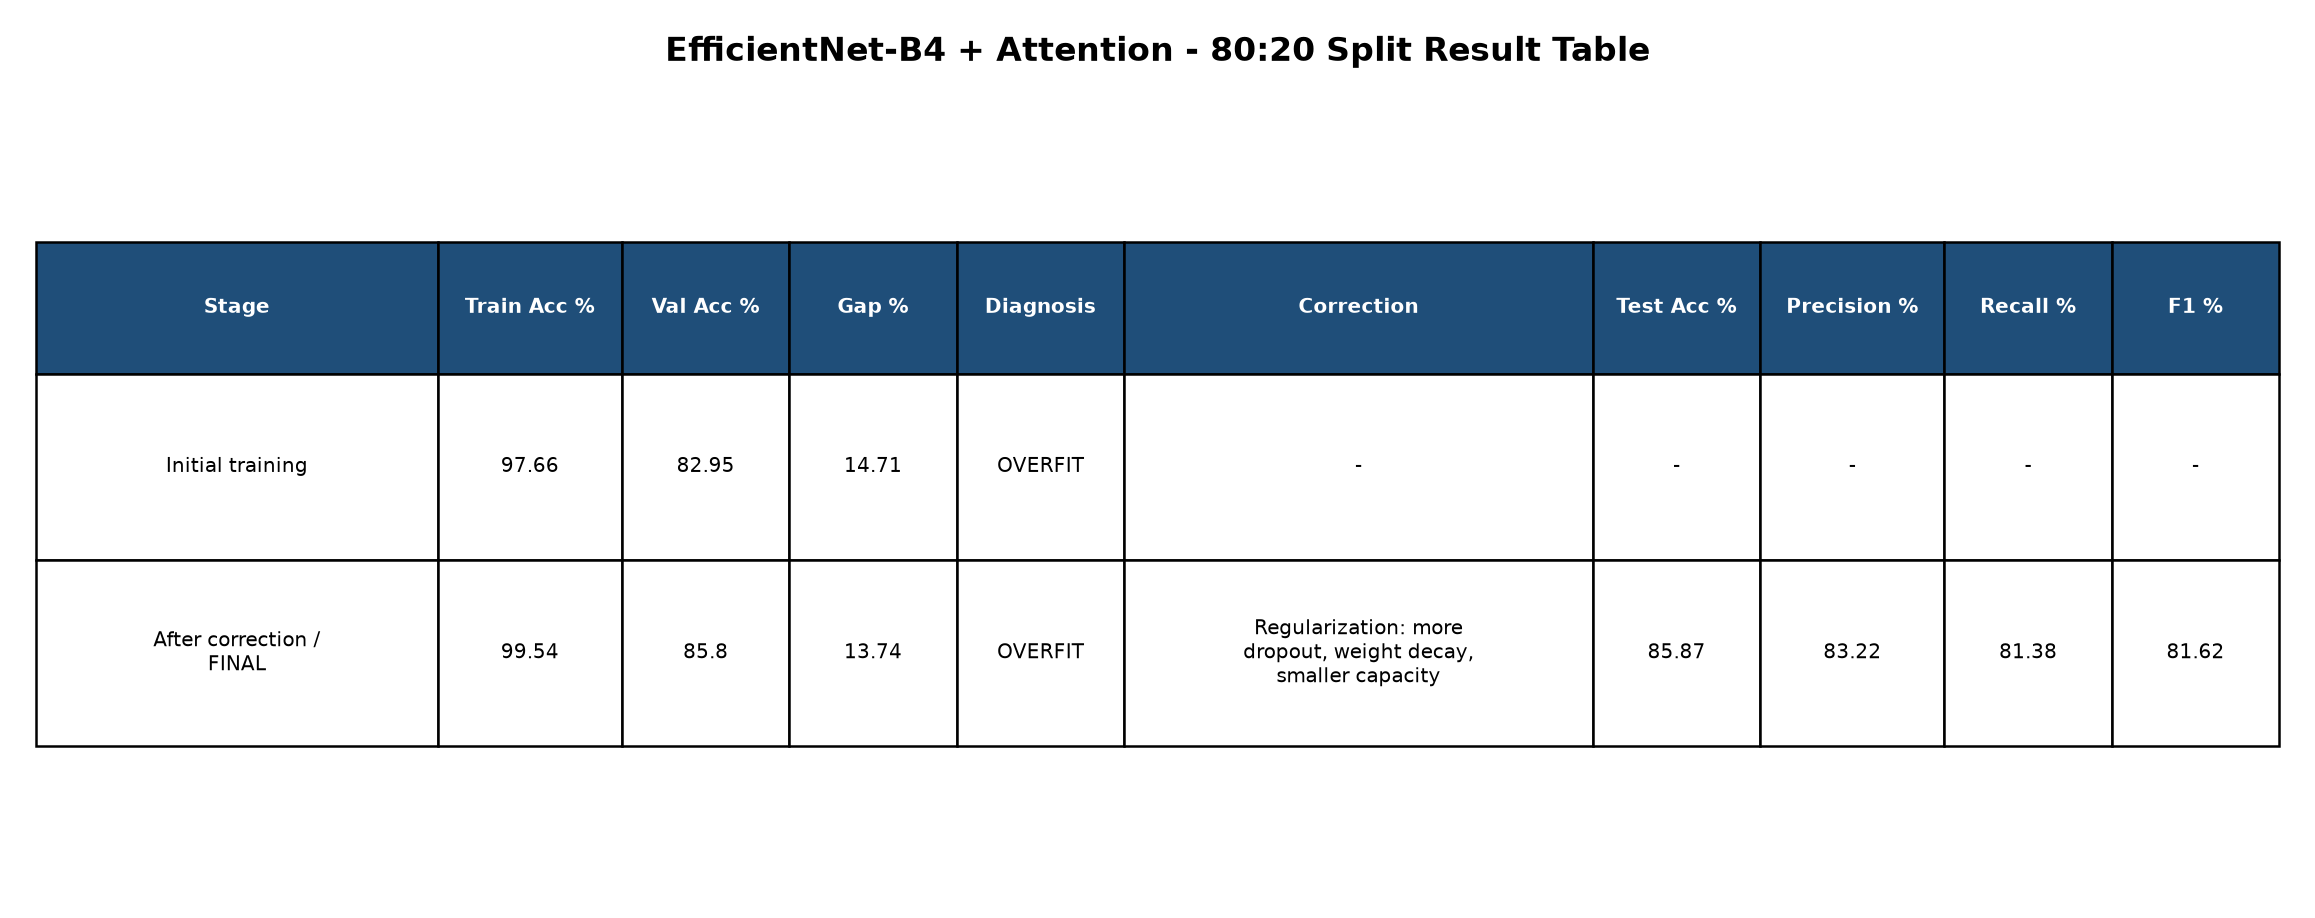 EfficientNet-B4 + Attention - 80:20 Split Result Table
Stage Train Acc % Val Acc % Gap % Diagnosis Correction Test Acc % Precision % Recall % F1 %
Initial training 97.66 82.95 14.71 OVERFIT - - - - -
After correction /
FINAL 99.54 85.8 13.74 OVERFIT Regularization: more
dropout, weight decay,
smaller capacity 85.87 83.22 81.38 81.62